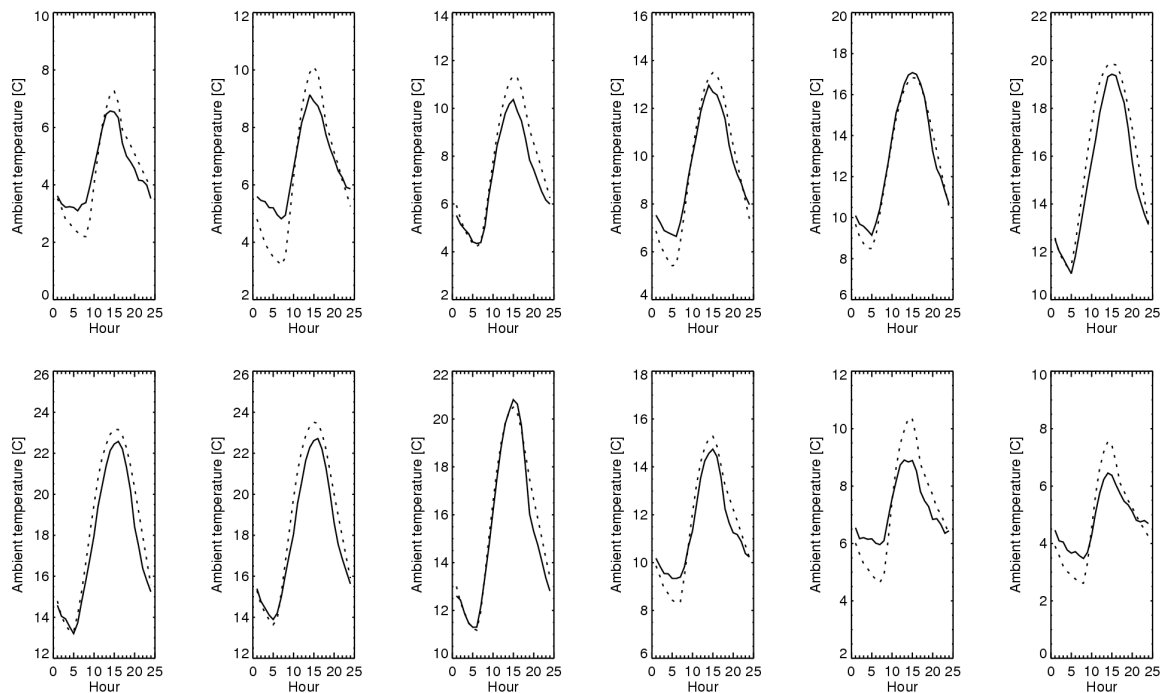 10 12 14 18 20 22
8 10 12 16 18 20
6 8 10 14 16 18
4 6 8 12 14 16
2 4 6 10 12 14
0 2 4 8 10 12
2 6 8 10
4 6
Ambient temperature [C] Ambient temperature [C] Ambient temperature [C] Ambient temperature [C] Ambient temperature [C] Ambient temperature [C]
0 5 10 15 20 25 0 5 10 15 20 25 0 5 10 15 20 25 0 5 10 15 20 25 0 5 10 15 20 25 0 5 10 15 20 25
Hour Hour Hour Hour Hour Hour
26 26 22 18 12 10
24 24 20 16 10 8
22 22 18 14 8 6
20 20 16 12 6 4
18 18 14 10 4 2
16 16 12 8 2 0
14 14 10 6
12 12
Ambient temperature [C] Ambient temperature [C] Ambient temperature [C] Ambient temperature [C] Ambient temperature [C] Ambient temperature [C]
0 5 10 15 20 25 0 5 10 15 20 25 0 5 10 15 20 25 0 5 10 15 20 25 0 5 10 15 20 25 0 5 10 15 20 25
Hour Hour Hour Hour Hour Hour